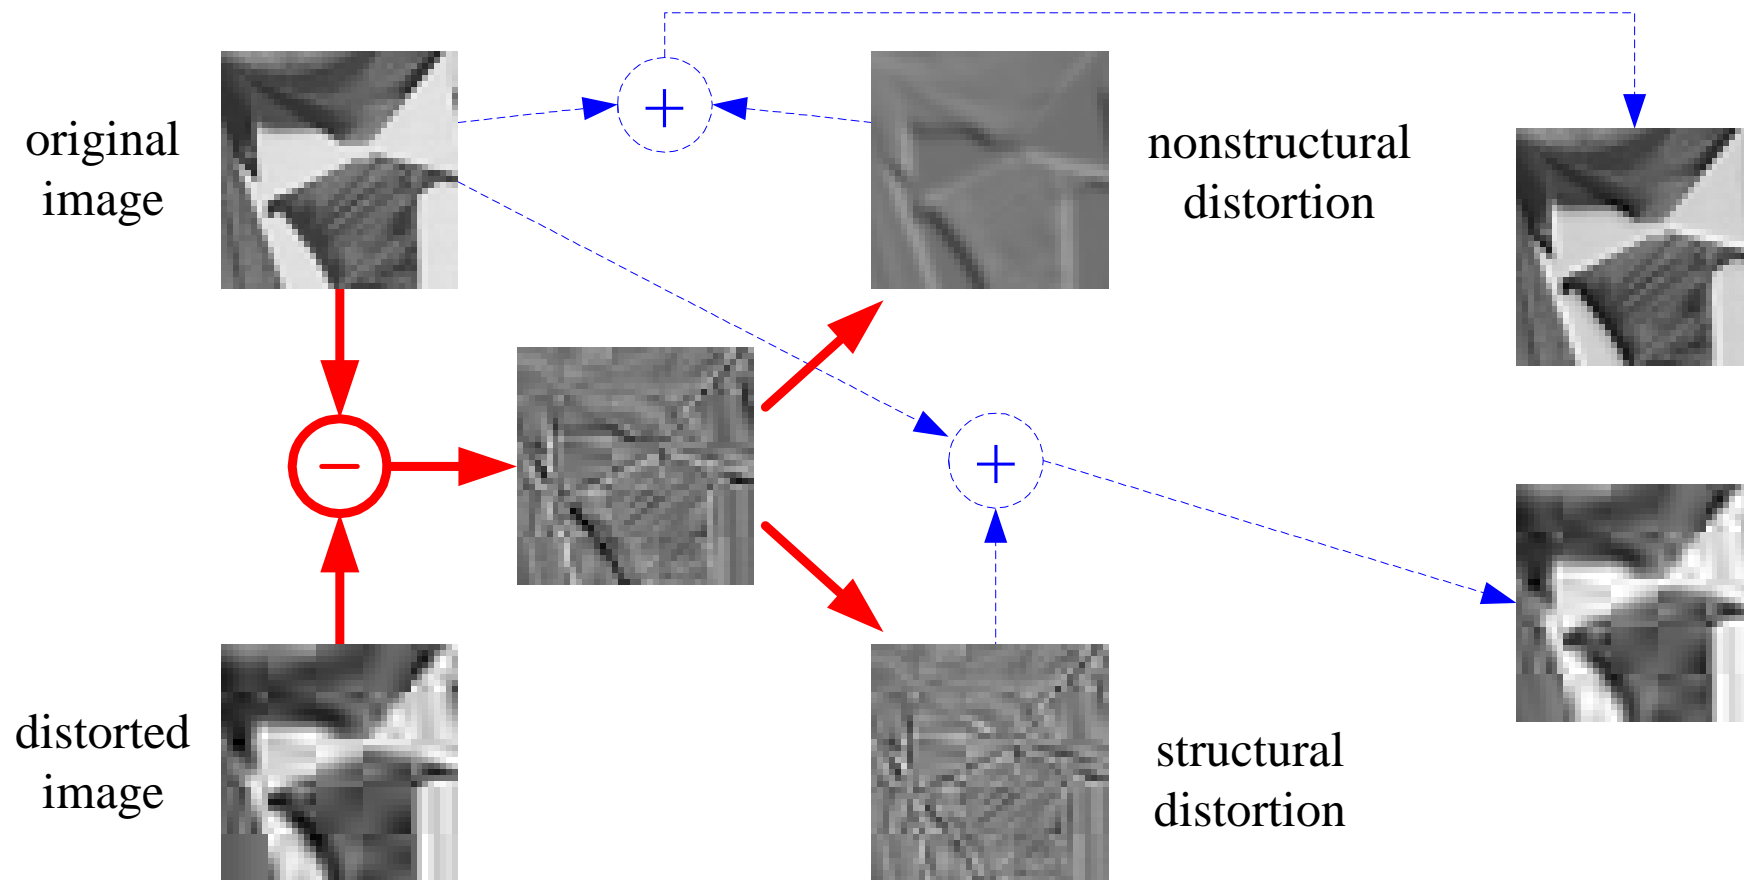 original
image
+
nonstructural
distortion
−
+
distorted
image
structural
distortion